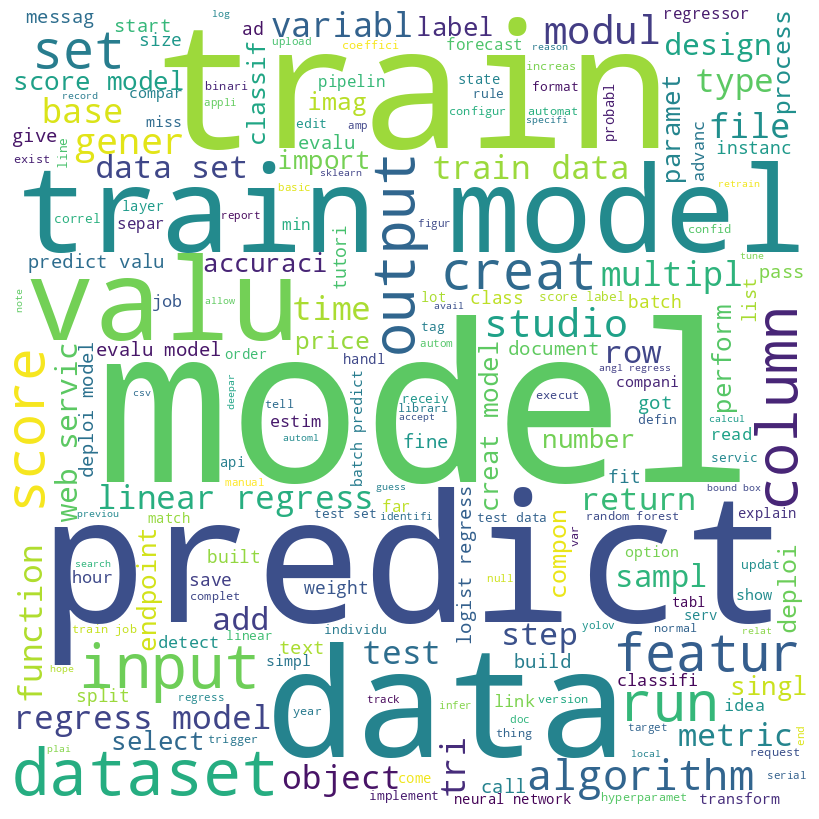 messag
start
log
ad
variabl
label
regressor
set
size
train
upload
coeffici
forecast
reason
modul
design
process
score model
compar
binari
classif
pipelin
state
increas
format
type
record
appli
imag
rule
automat
probabl
base
miss
edit
amp
configur
specifi
paramet
file
give
gener
evalu
advanc
instanc
exist
line
data set
import
sklearn
output
train data
retrain
train model
basic
layer
correl
separ
report
min
figur
confid
tutori
tune
predict valu
accuraci
creat
multipl
pass
note
valu
job
allow
time
lot
class
score label
batch
list
avail
tag
studio
column
price
autom
evalu model
order
handl
document
row
angl regress
perform
score
web servic
deploi model
model
csv
deepar
tell
receiv
librari
accept
execut
compani
got
defin
calcul
estim
automl
fine
creat model
number
read
api
batch predict
servic
manual
guess
fit
bound box
linear regress
far
return
previou
match
test set
identifi
test data
random forest
explain
predict
var
function
search
endpoint
built
logist regress
compon
option
updat
hour
save
complet
weight
null
sampl
show
deploi
add
tabl
train job
detect
linear
individu
step
yolov
serv
normal
relat
hope
input
text
test
featur
simpl
build
classifi
split
regress
data
track
infer
link
version
run
singl
idea
regress model
year
doc
target
metric
end
select
trigger
tri
thing
request
plai
local
dataset
object
come
call
algorithm
serial
implement
neural network
hyperparamet
transform